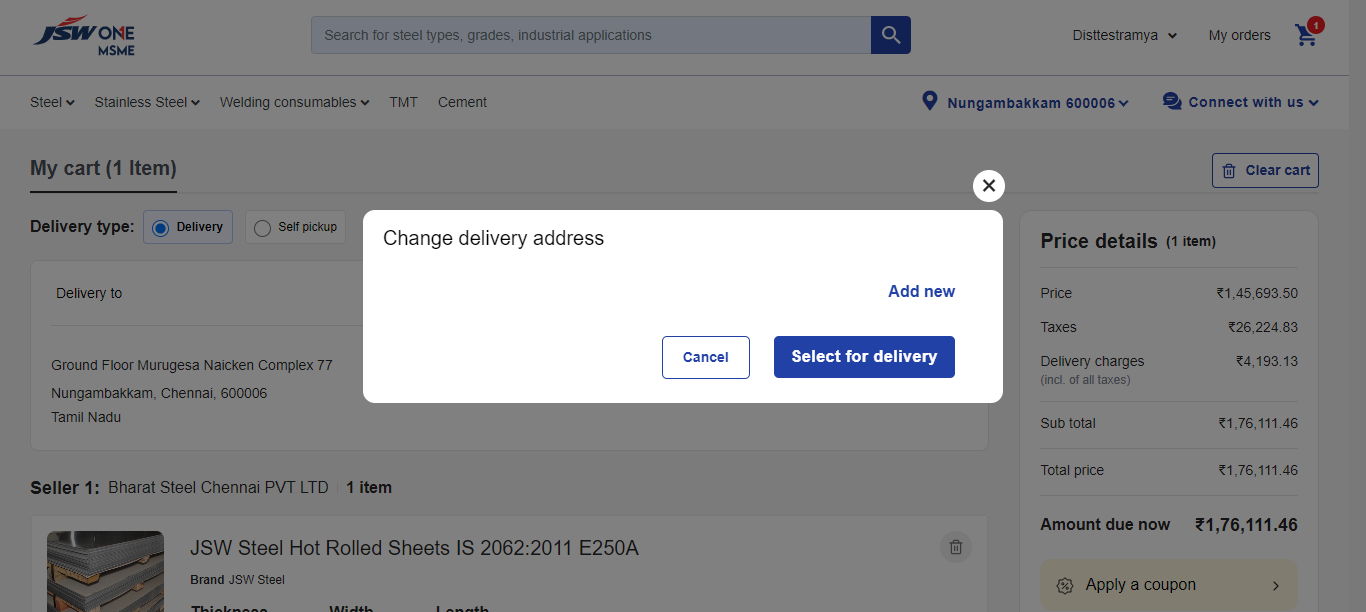 JSW ONE
MSME
Search for steel types, grades, industrial applications
Disttestramya
My orders
1
Steel
Stainless Steel
Welding consumables
TMT
Cement
Nungambakkam 600006
Connect with us
My cart (1 Item)
Clear cart
Delivery type:
Delivery
Self pickup
Delivery to
Ground Floor Murugesa Naicken Complex 77
Nungambakkam, Chennai, 600006
Tamil Nadu
Change delivery address
Add new
Cancel
Select for delivery
Price details (1 item)
Price ₹1,45,693.50
Taxes ₹26,224.83
Delivery charges ₹4,193.13
(incl. of all taxes)
Sub total ₹1,76,111.46
Total price ₹1,76,111.46
Amount due now ₹1,76,111.46
Apply a coupon
Seller 1: Bharat Steel Chennai PVT LTD 1 item
JSW Steel Hot Rolled Sheets IS 2062:2011 E250A
Brand JSW Steel
Thickness Width Length